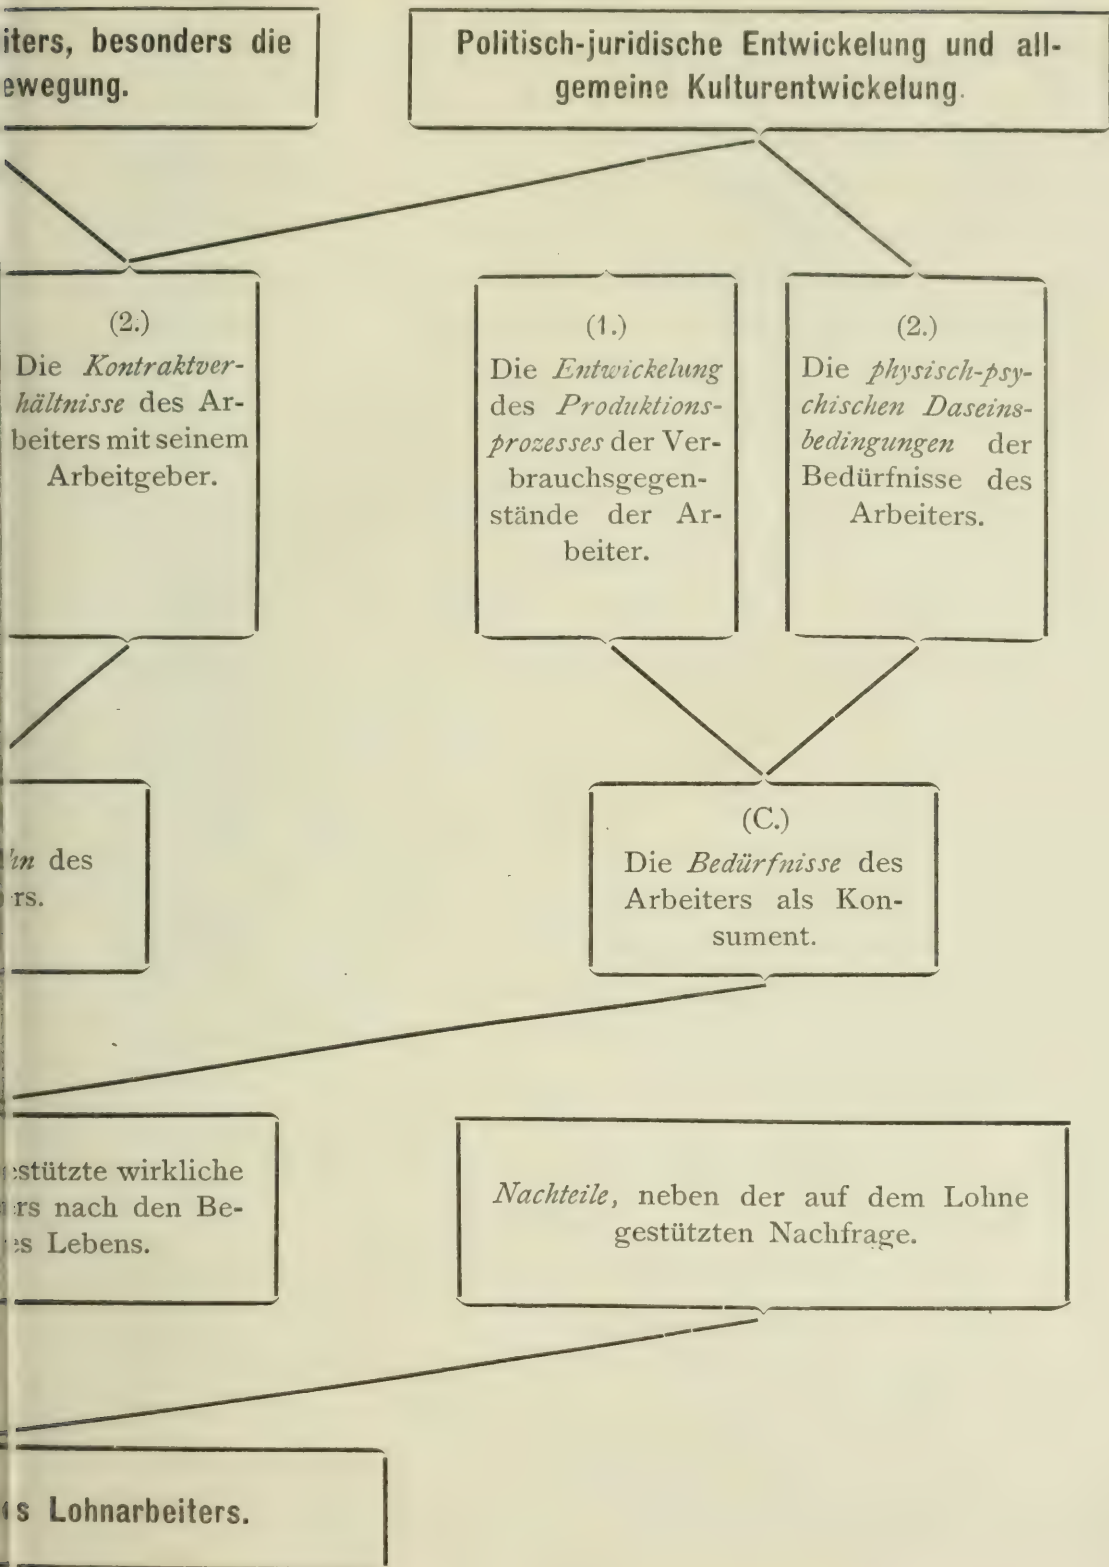 iters, besonders die
ewegung.
Politisch-juridische Entwickelung und all-
gemeine Kulturentwickelung.
(2.)
Die Kontraktver-
hältnisse des Ar-
beiters mit seinem
Arbeitgeber.
(1.)
Die Entwickelung
des Produktions-
prozesses der Ver-
brauchsgegen-
stände der Ar-
beiter.
(2.)
Die physisch-psy-
chischen Daseins-
bedingungen der
Bedürfnisse des
Arbeiters.
des
rs.
(C.)
Die Bedürfnisse des
Arbeiters als Kon-
sument.
estützte wirkliche
rs nach den Be-
es Lebens.
Nachteile, neben der auf dem Lohne
gestützten Nachfrage.
s Lohnarbeiters.